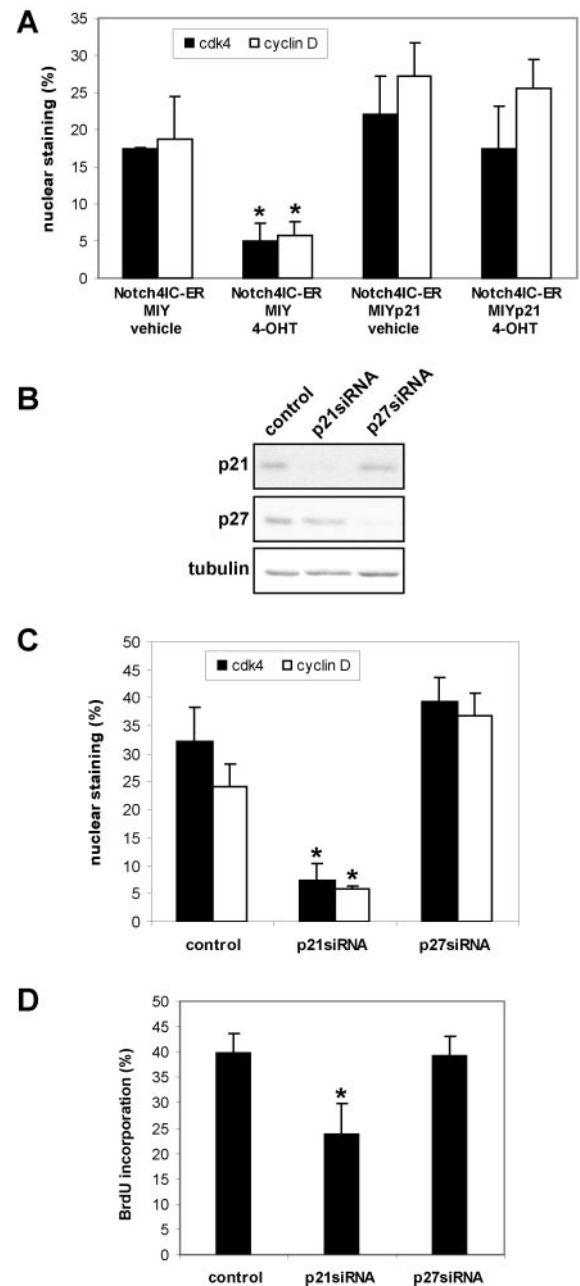 A
nuclear staining (%)
35
30
25
20
15
10
5
0
cdk4 cyclin D
* *
Notch4IC-ER MIY vehicle
Notch4IC-ER MIY 4-OHT
Notch4IC-ER MIYp21 vehicle
Notch4IC-ER MIYp21 4-OHT
B
control p21siRNA p27siRNA
p21
p27
tubulin
C
nuclear staining (%)
50
45
40
35
30
25
20
15
10
5
0
cdk4 cyclin D
* *
control p21siRNA p27siRNA
D
BrdU incorporation (%)
50
45
40
35
30
25
20
15
10
5
0
*
control p21siRNA p27siRNA